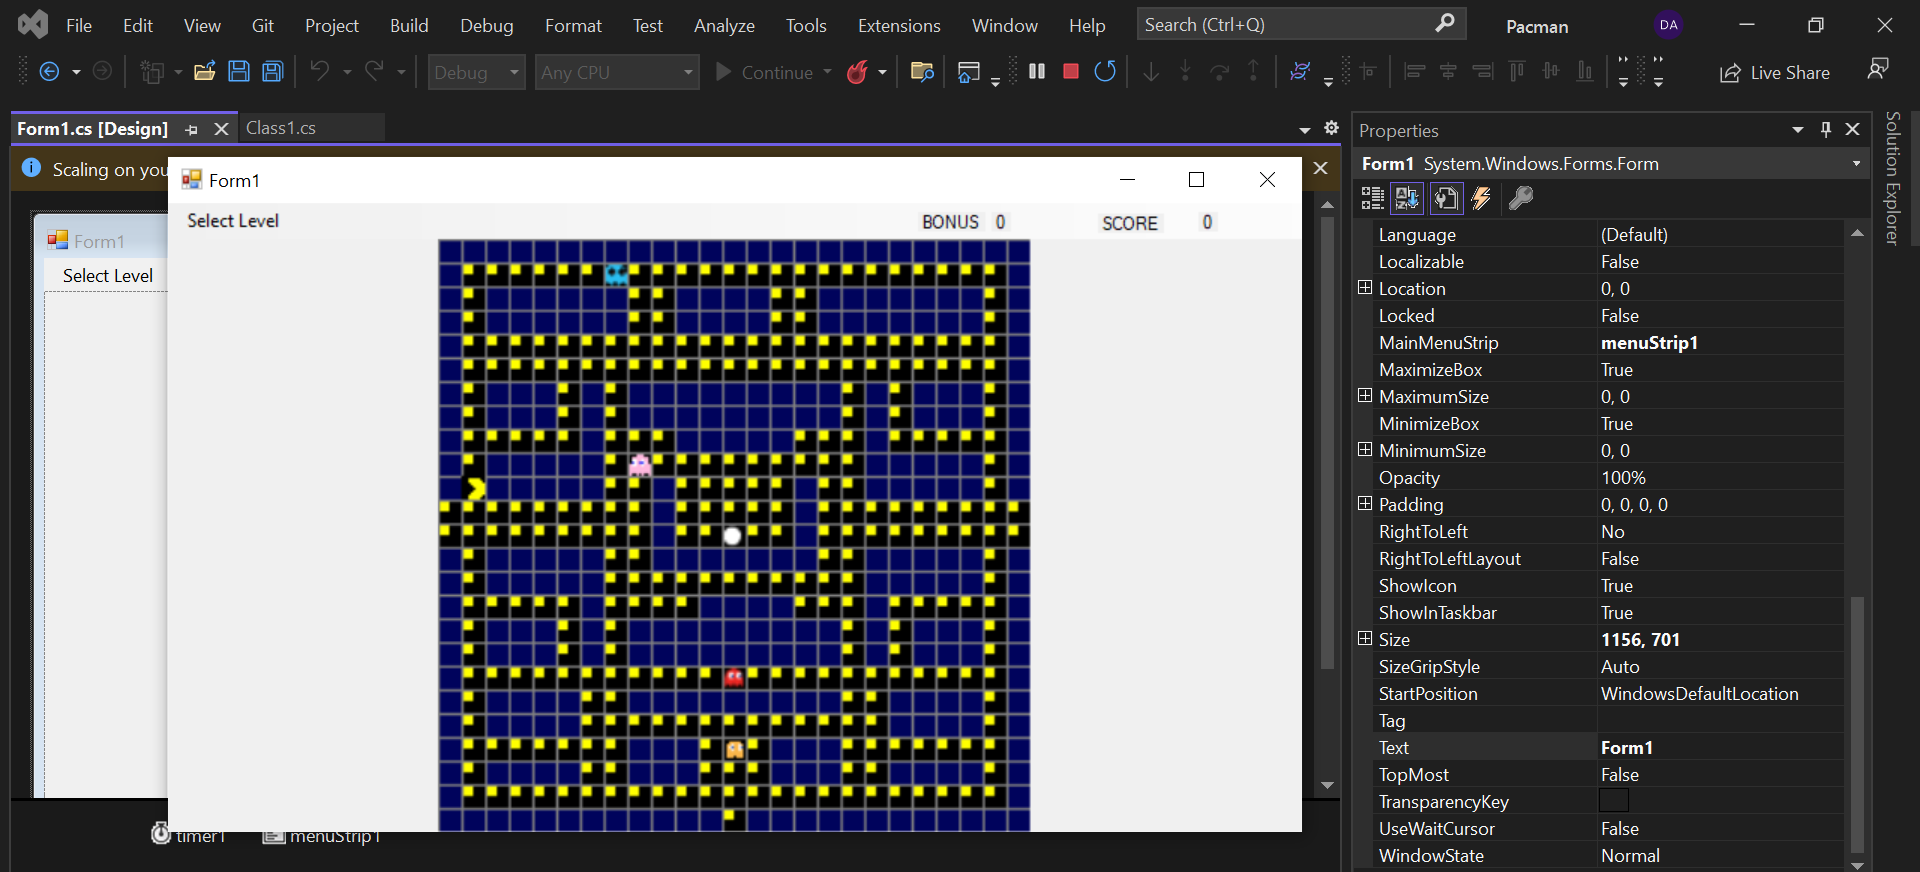 File Edit View Git Project Build Debug Format Test Analyze Tools Extensions Window Help Search (Ctrl+Q) Pacman DA
Debug Any CPU Continue Live Share
Form1.cs [Design] Class1.cs
Scaling on you
Form1
Select Level
Form1
Select Level BONUS 0 SCORE 0
timer1 menuStrip1
Properties
Form1 System.Windows.Forms.Form
Language (Default)
Localizable False
Location 0, 0
Locked False
MainMenuStrip menuStrip1
MaximizeBox True
MaximumSize 0, 0
MinimizeBox True
MinimumSize 0, 0
Opacity 100%
Padding 0, 0, 0, 0
RightToLeft No
RightToLeftLayout False
ShowIcon True
ShowInTaskbar True
Size 1156, 701
SizeGripStyle Auto
StartPosition WindowsDefaultLocation
Tag
Text Form1
TopMost False
TransparencyKey
UseWaitCursor False
WindowState Normal
Solution Explorer